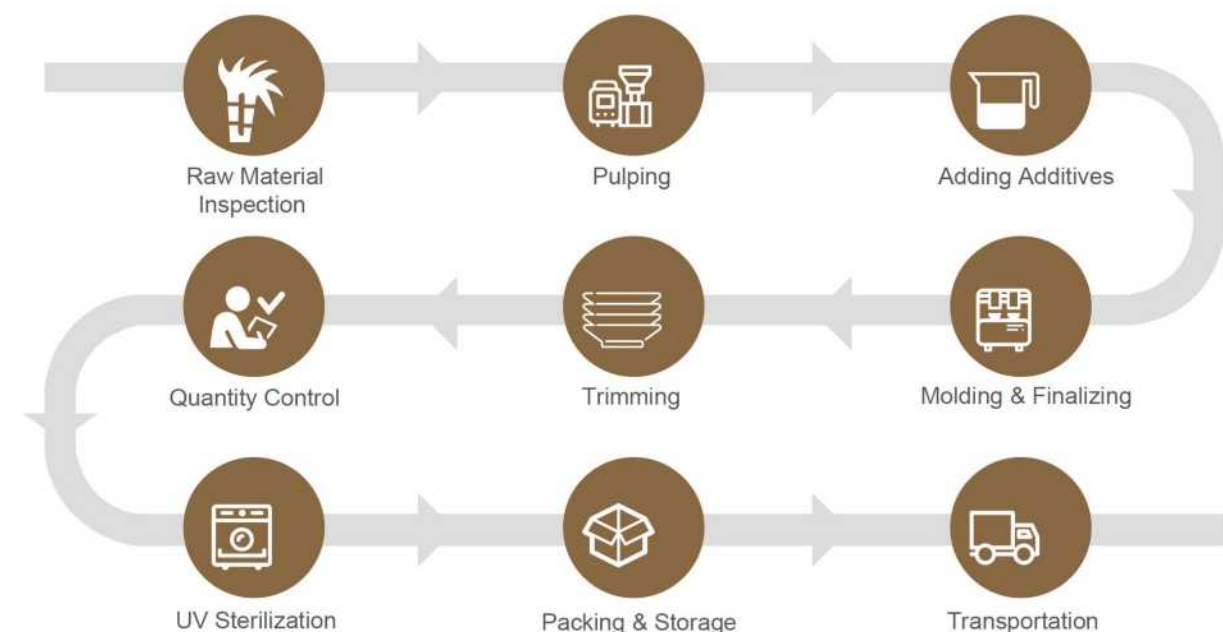 Raw Material
Inspection
Pulping
Adding Additives
Quantity Control
Trimming
Molding & Finalizing
UV Sterilization
Packing & Storage
Transportation